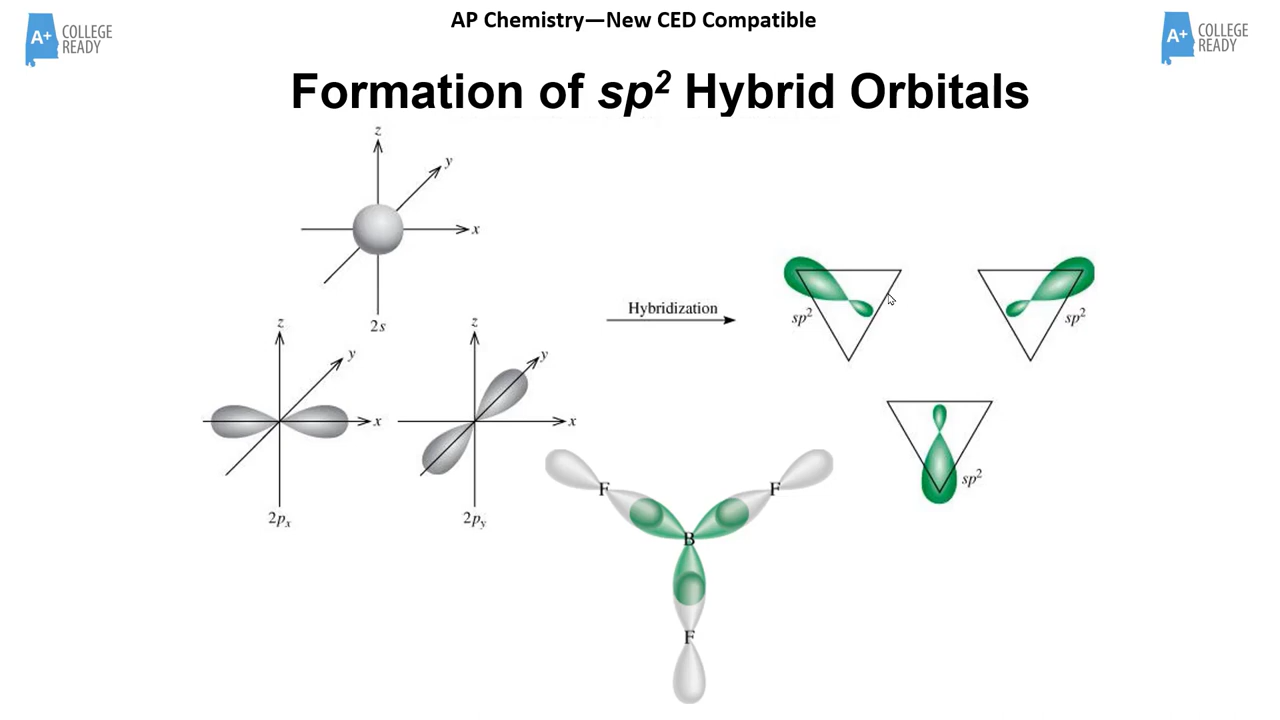 AP Chemistry—New CED Compatible
A+ COLLEGE READY
A+ COLLEGE READY
Formation of sp² Hybrid Orbitals
z
y
x
2s
z
y
x
2pₓ
z
y
x
2pᵧ
Hybridization
sp²
sp²
sp²
F
F
B
F